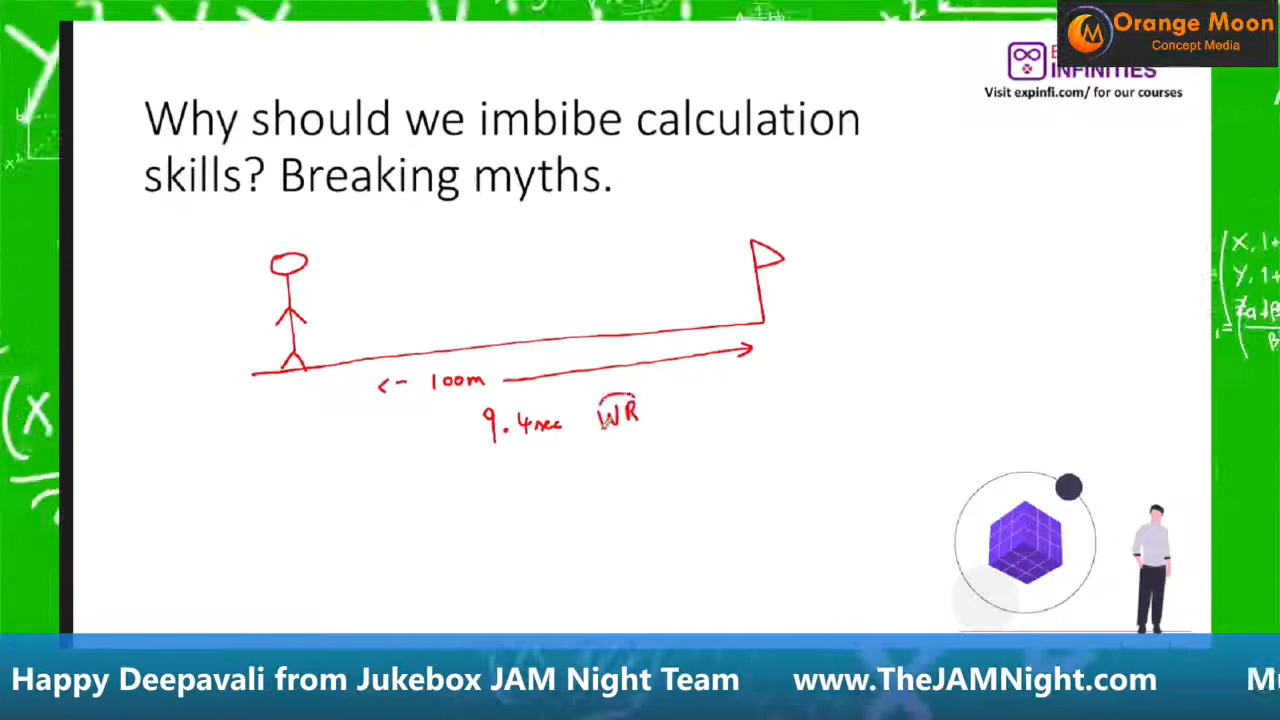 Orange Moon
Concept Media
INFINITIES
Visit expinfi.com/ for our courses
Why should we imbibe calculation
skills? Breaking myths.
<- 100m
9.4sec WR
Happy Deepavali from Jukebox JAM Night Team www.TheJAMNight.com